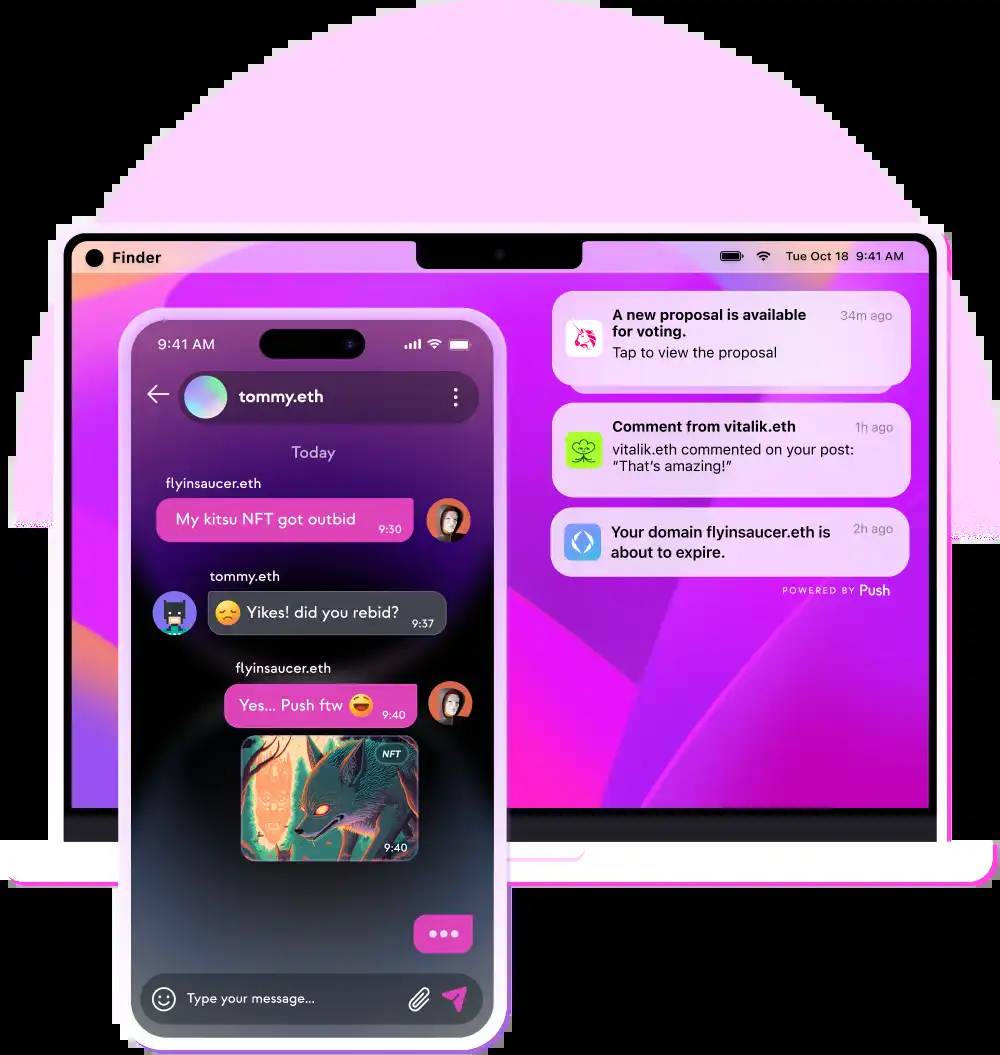 Finder
Tue Oct 18 9:41 AM
A new proposal is available
for voting.
34m ago
Tap to view the proposal
Comment from vitalik.eth
1h ago
vitalik.eth commented on your post:
“That’s amazing!”
Your domain flyinsaucer.eth is
about to expire.
2h ago
POWERED BY Push
9:41 AM
tommy.eth
Today
flyinsaucer.eth
My kitsu NFT got outbid
9:30
tommy.eth
😞 Yikes! did you rebid?
9:37
flyinsaucer.eth
Yes... Push ftw 😆
9:40
NFT
9:40
Type your message...